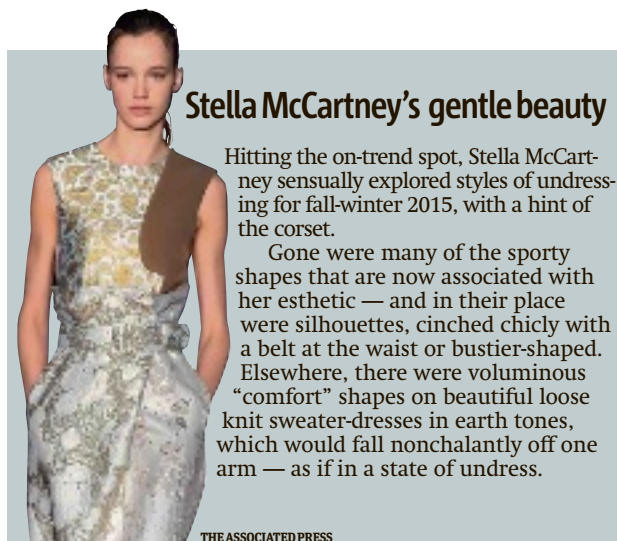 Stella McCartney's gentle beauty
Hitting the on-trend spot, Stella McCart-
ney sensually explored styles of undress-
ing for fall-winter 2015, with a hint of
the corset.
Gone were many of the sporty
shapes that are now associated with
her esthetic — and in their place
were silhouettes, cinched chicly with
a belt at the waist or bustier-shaped.
Elsewhere, there were voluminous
“comfort” shapes on beautiful loose
knit sweater-dresses in earth tones,
which would fall nonchalantly off one
arm — as if in a state of undress.
THE ASSOCIATED PRESS